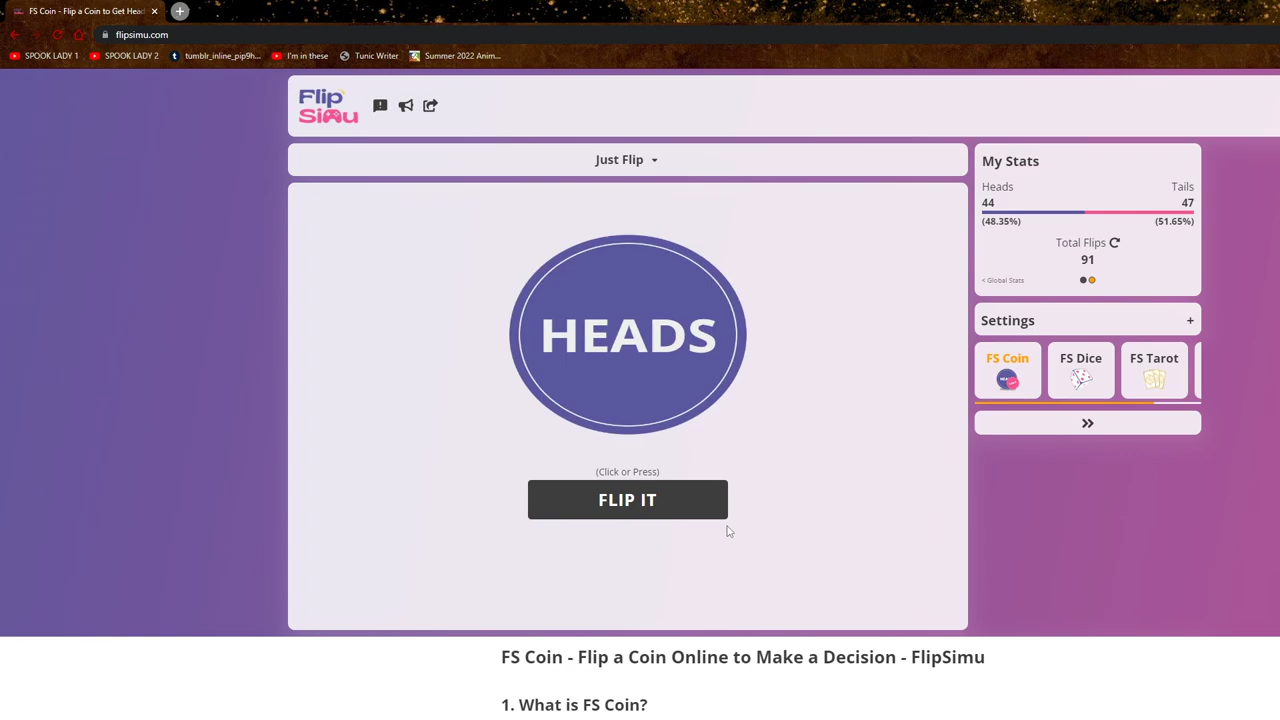 FS Coin - Flip a Coin to Get Head
flipsimu.com
SPOOK LADY 1
SPOOK LADY 2
tumblr_inline_pip9h...
I'm in these
Tunic Writer
Summer 2022 Anim...
Flip
Simu
Just Flip
My Stats
Heads
Tails
44
47
(48.35%)
(51.65%)
Total Flips
91
< Global Stats
HEADS
Settings
+
FS Coin
FS Dice
FS Tarot
(Click or Press)
FLIP IT
FS Coin - Flip a Coin Online to Make a Decision - FlipSimu
1. What is FS Coin?